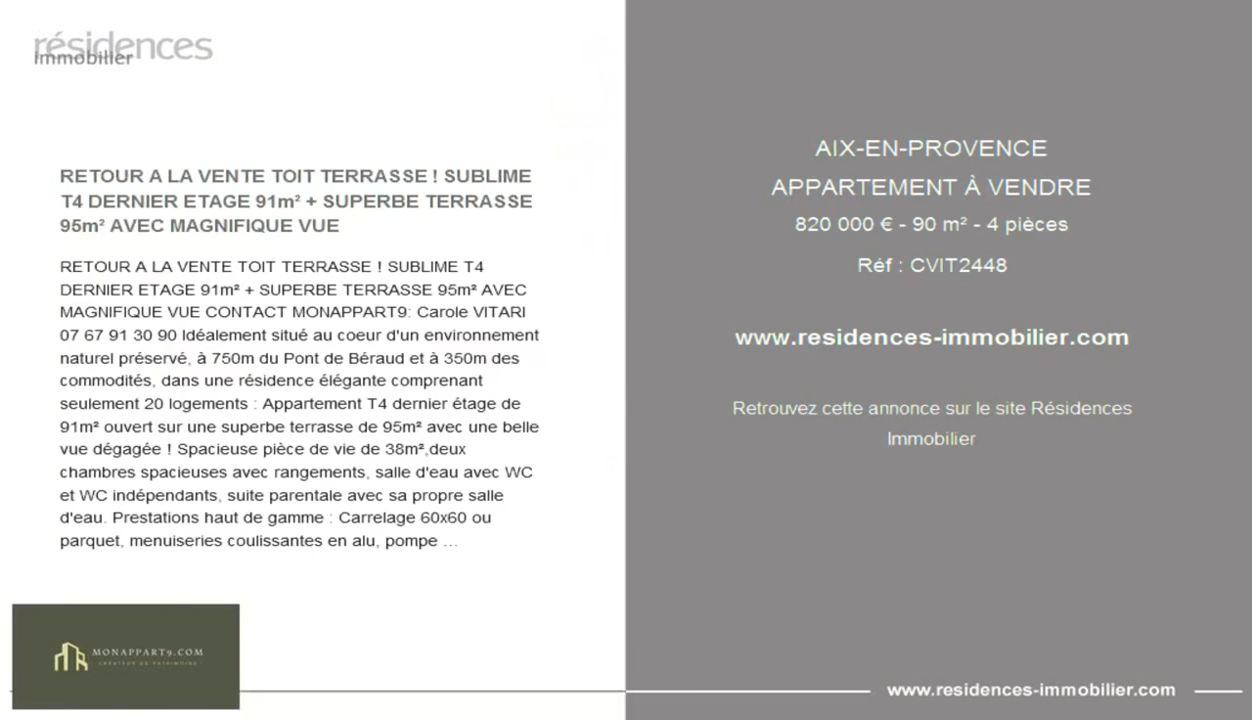 résidences
Immobilier
RETOUR A LA VENTE TOIT TERRASSE ! SUBLIME
T4 DERNIER ETAGE 91m² + SUPERBE TERRASSE
95m² AVEC MAGNIFIQUE VUE
RETOUR A LA VENTE TOIT TERRASSE ! SUBLIME T4
DERNIER ETAGE 91m² + SUPERBE TERRASSE 95m² AVEC
MAGNIFIQUE VUE CONTACT MONAPPART9: Carole VITARI
07 67 91 30 90 Idéalement situé au coeur d'un environnement
naturel préservé, à 750m du Pont de Béraud et à 350m des
commodités, dans une résidence élégante comprenant
seulement 20 logements : Appartement T4 dernier étage de
91m² ouvert sur une superbe terrasse de 95m² avec une belle
vue dégagée ! Spacieuse pièce de vie de 38m²,deux
chambres spacieuses avec rangements, salle d'eau avec WC
et WC indépendants, suite parentale avec sa propre salle
d'eau. Prestations haut de gamme : Carrelage 60x60 ou
parquet, menuiseries coulissantes en alu, pompe ...
MONAPPART9.COM
CRÉATEUR DE PATRIMOINE
AIX-EN-PROVENCE
APPARTEMENT À VENDRE
820 000 € - 90 m² - 4 pièces
Réf : CVIT2448
www.residences-immobilier.com
Retrouvez cette annonce sur le site Résidences
Immobilier
www.residences-immobilier.com